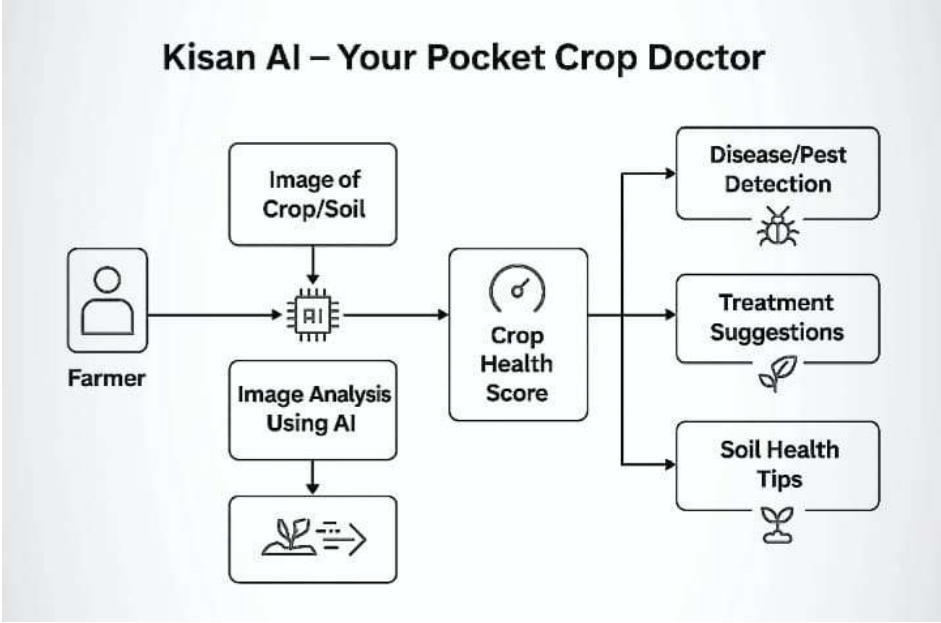 Kisan AI – Your Pocket Crop Doctor
Image of
Crop/Soil
Farmer
AI
Image Analysis
Using AI
Crop
Health
Score
Disease/Pest
Detection
Treatment
Suggestions
Soil Health
Tips